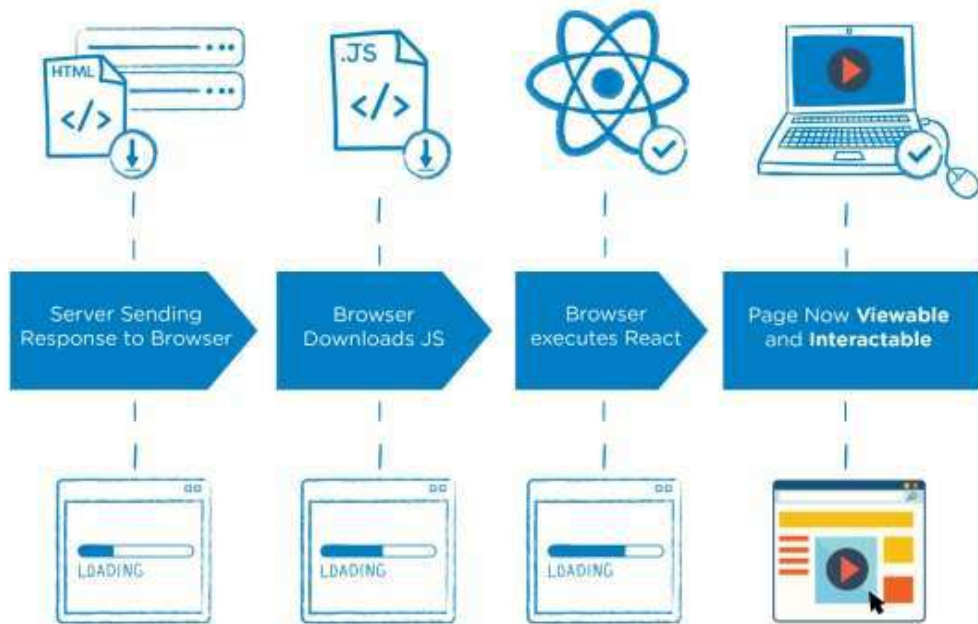 HTML
</>
.JS
</>
Server Sending
Response to Browser
Browser
Downloads JS
Browser
executes React
Page Now Viewable
and Interactable
LOADING
LOADING
LOADING